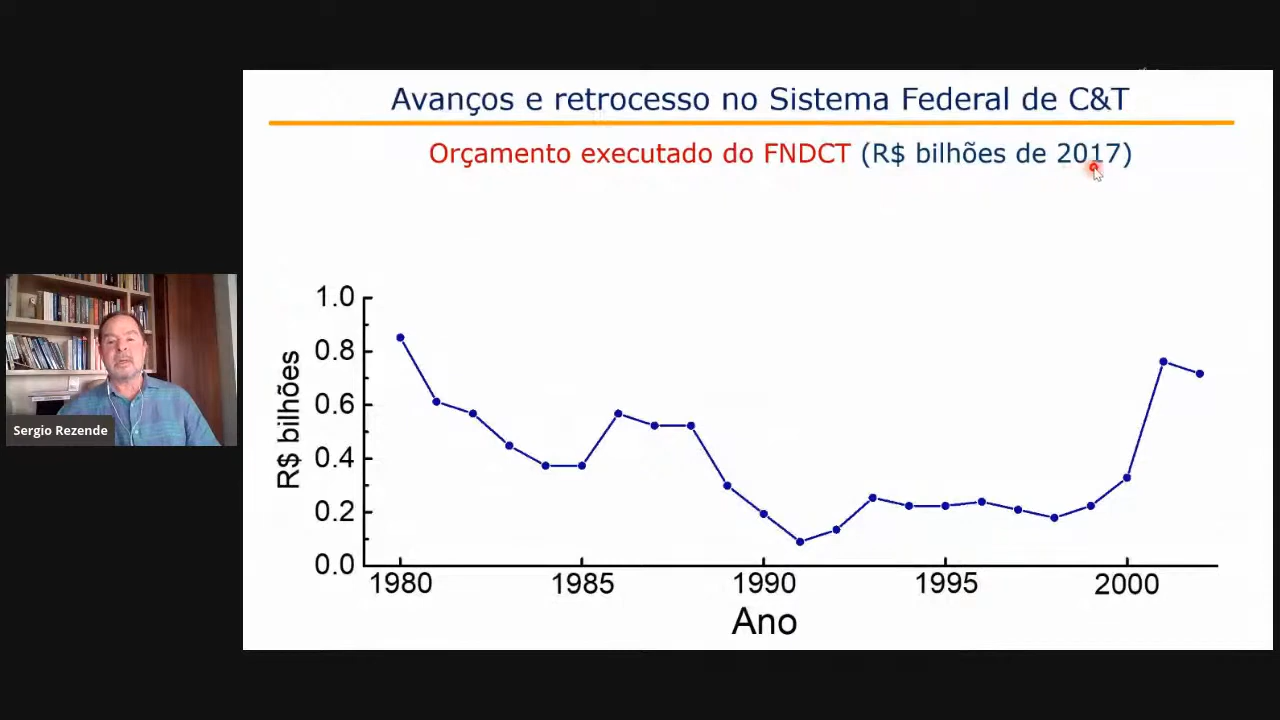 Avanços e retrocesso no Sistema Federal de C&T
Orçamento executado do FNDCT (R$ bilhões de 2017)
R$ bilhões
1.0
0.8
0.6
0.4
0.2
0.0
1980 1985 1990 1995 2000
Ano
Sergio Rezende